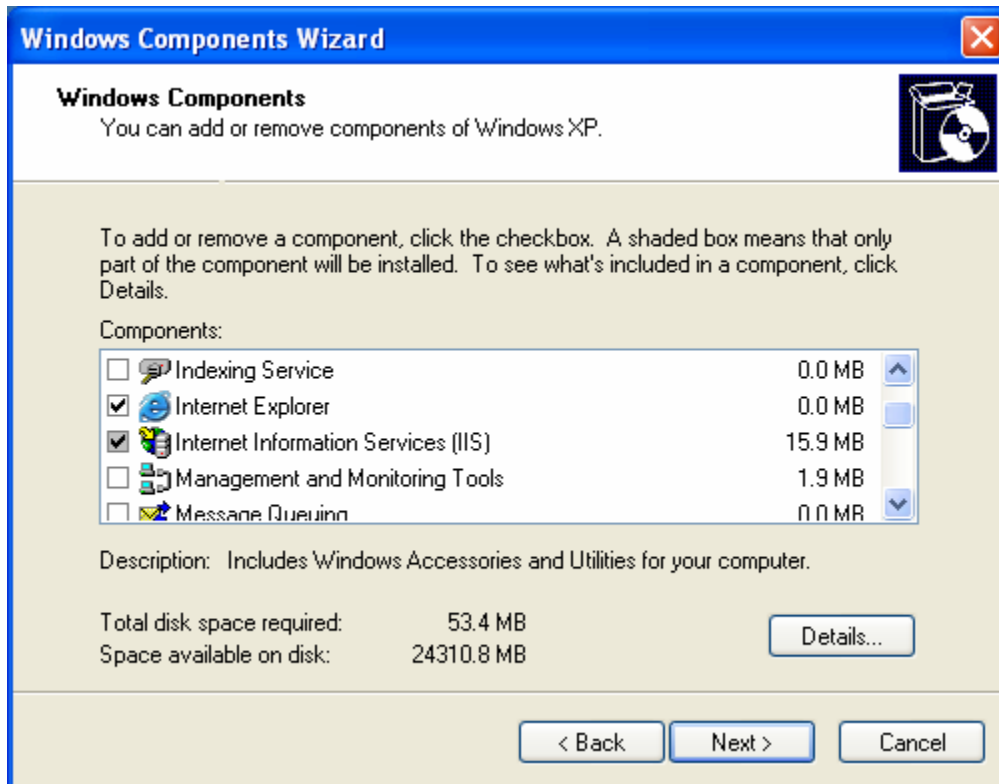 Windows Components Wizard
Windows Components
You can add or remove components of Windows XP.
To add or remove a component, click the checkbox. A shaded box means that only
part of the component will be installed. To see what's included in a component, click
Details.
Components:
Indexing Service 0.0 MB
Internet Explorer 0.0 MB
Internet Information Services (IIS) 15.9 MB
Management and Monitoring Tools 1.9 MB
Message Queuing 0.0 MB
Description: Includes Windows Accessories and Utilities for your computer.
Total disk space required: 53.4 MB
Space available on disk: 24310.8 MB
Details...
< Back Next > Cancel